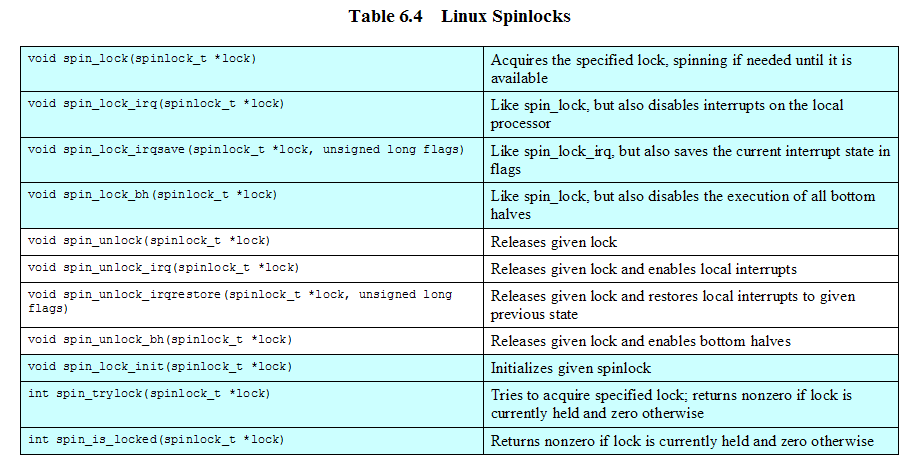 Table 6.4 Linux Spinlocks
void spin_lock(spinlock_t *lock)
Acquires the specified lock, spinning if needed until it is
available
void spin_lock_irq(spinlock_t *lock)
Like spin_lock, but also disables interrupts on the local
processor
void spin_lock_irqsave(spinlock_t *lock, unsigned long flags)
Like spin_lock_irq, but also saves the current interrupt state in
flags
void spin_lock_bh(spinlock_t *lock)
Like spin_lock, but also disables the execution of all bottom
halves
void spin_unlock(spinlock_t *lock)
Releases given lock
void spin_unlock_irq(spinlock_t *lock)
Releases given lock and enables local interrupts
void spin_unlock_irqrestore(spinlock_t *lock, unsigned long
flags)
Releases given lock and restores local interrupts to given
previous state
void spin_unlock_bh(spinlock_t *lock)
Releases given lock and enables bottom halves
void spin_lock_init(spinlock_t *lock)
Initializes given spinlock
int spin_trylock(spinlock_t *lock)
Tries to acquire specified lock; returns nonzero if lock is
currently held and zero otherwise
int spin_is_locked(spinlock_t *lock)
Returns nonzero if lock is currently held and zero otherwise